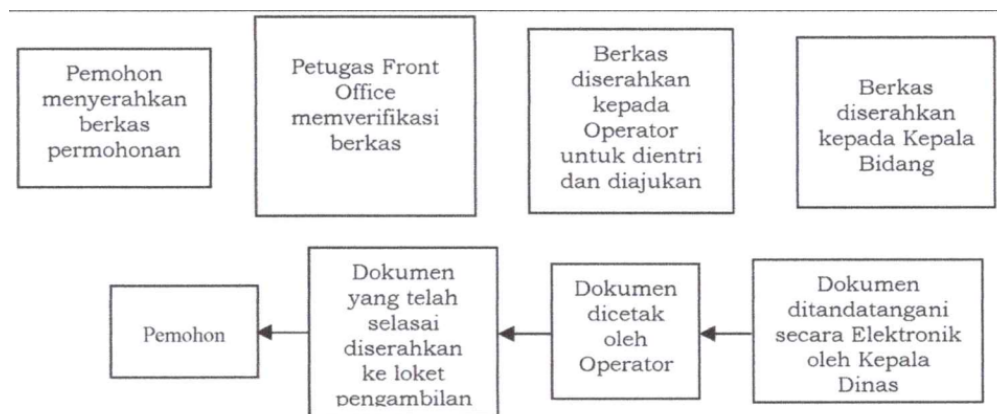 Pemohon
menyerahkan
berkas
permohonan
Petugas Front
Office
memverifikasi
berkas
Berkas
diserahkan
kepada
Operator
untuk dientri
dan diajukan
Berkas
diserahkan
kepada Kepala
Bidang
Pemohon
Dokumen
yang telah
selasai
diserahkan
ke loket
pengambilan
Dokumen
dicetak
oleh
Operator
Dokumen
ditandatangani
secara Elektronik
oleh Kepala
Dinas